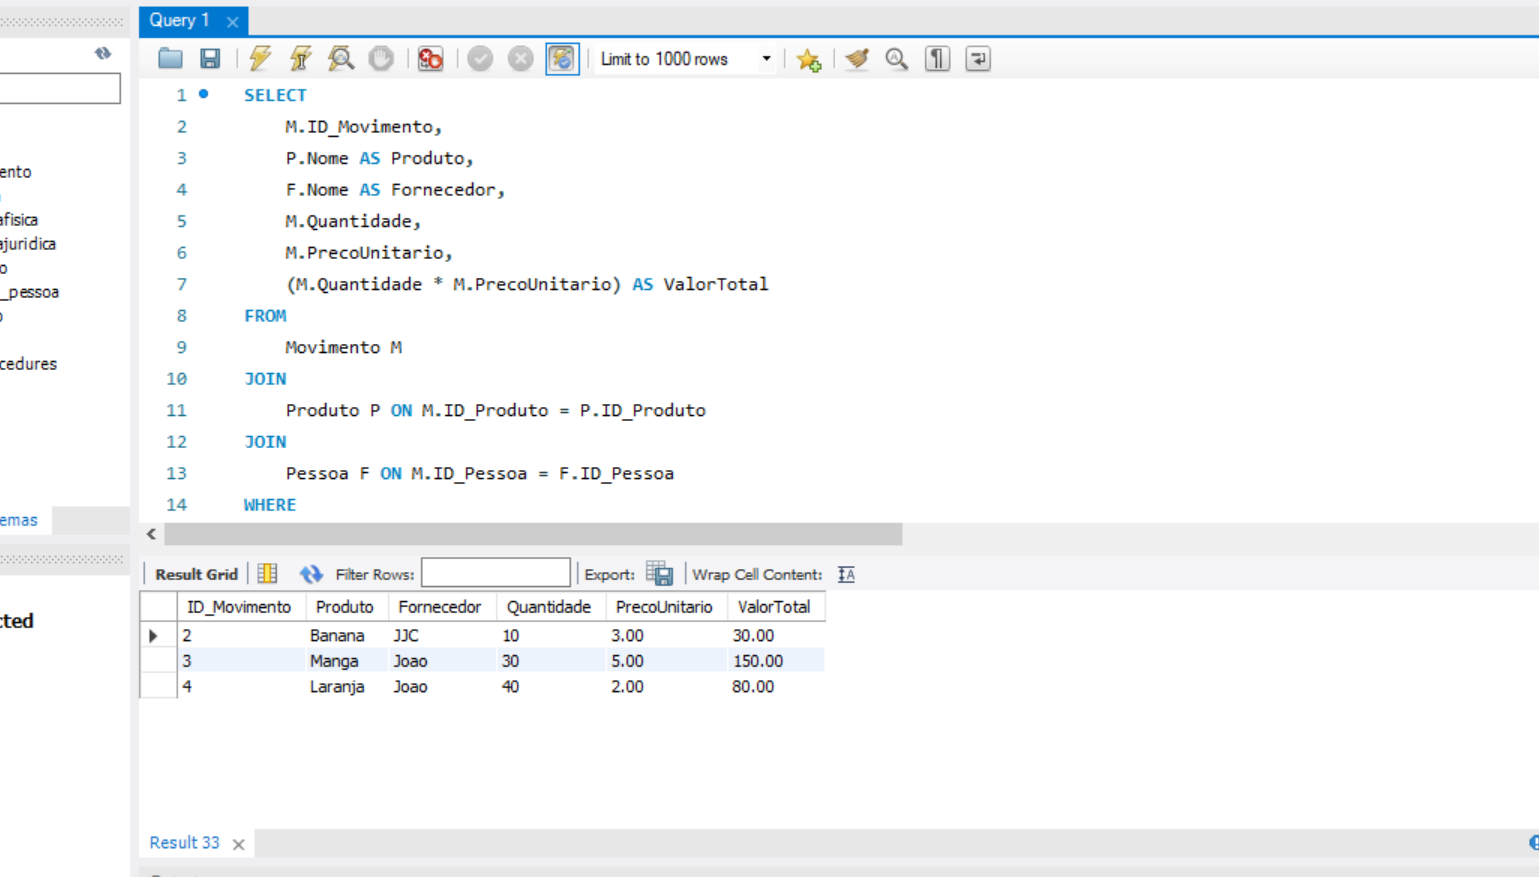 Query 1
Limit to 1000 rows
1 SELECT
2 M.ID_Movimento,
3 P.Nome AS Produto,
4 F.Nome AS Fornecedor,
5 M.Quantidade,
6 M.PrecoUnitario,
7 (M.Quantidade * M.PrecoUnitario) AS ValorTotal
8 FROM
9 Movimento M
10 JOIN
11 Produto P ON M.ID_Produto = P.ID_Produto
12 JOIN
13 Pessoa F ON M.ID_Pessoa = F.ID_Pessoa
14 WHERE
ento
afisica
ajuridica
o
_pessoa
o
cedures
emas
cted
Result Grid Filter Rows: Export: Wrap Cell Content:
ID_Movimento Produto Fornecedor Quantidade PrecoUnitario ValorTotal
2 Banana JJC 10 3.00 30.00
3 Manga Joao 30 5.00 150.00
4 Laranja Joao 40 2.00 80.00
Result 33